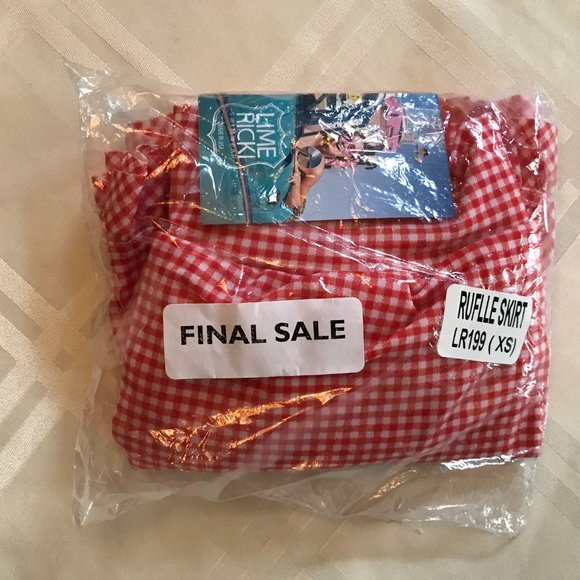 LIME
RICKI
FINAL SALE
RUFLLE SKIRT
LR199 ( XS)